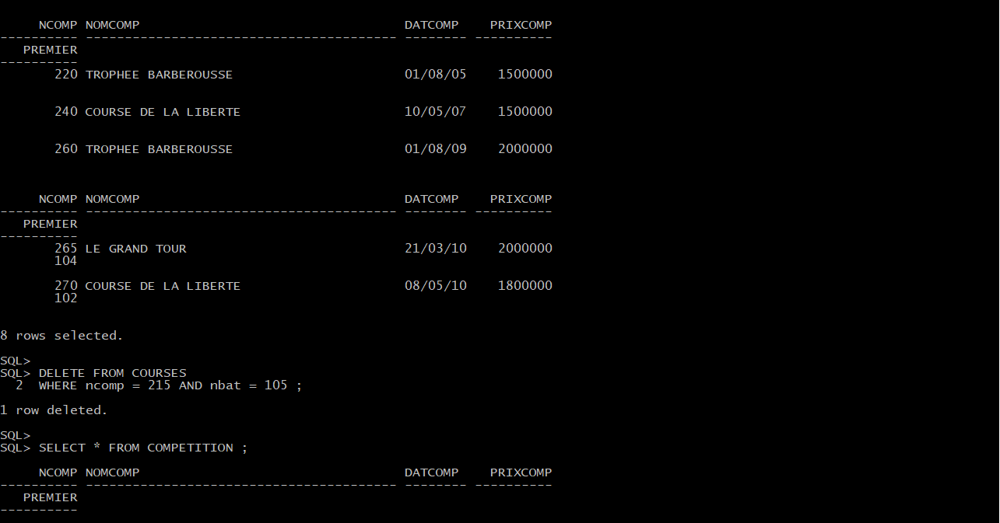 NCOMP NOMCOMP DATCOMP PRIXCOMP
---------- ---------------------------------------- -------- ----------
PREMIER
----------
220 TROPHEE BARBEROUSSE 01/08/05 1500000
240 COURSE DE LA LIBERTE 10/05/07 1500000
260 TROPHEE BARBEROUSSE 01/08/09 2000000
NCOMP NOMCOMP DATCOMP PRIXCOMP
---------- ---------------------------------------- -------- ----------
PREMIER
----------
265 LE GRAND TOUR 21/03/10 2000000
104
270 COURSE DE LA LIBERTE 08/05/10 1800000
102
8 rows selected.
SQL>
SQL> DELETE FROM COURSES
2 WHERE ncomp = 215 AND nbat = 105 ;
1 row deleted.
SQL>
SQL> SELECT * FROM COMPETITION ;
NCOMP NOMCOMP DATCOMP PRIXCOMP
---------- ---------------------------------------- -------- ----------
PREMIER
----------